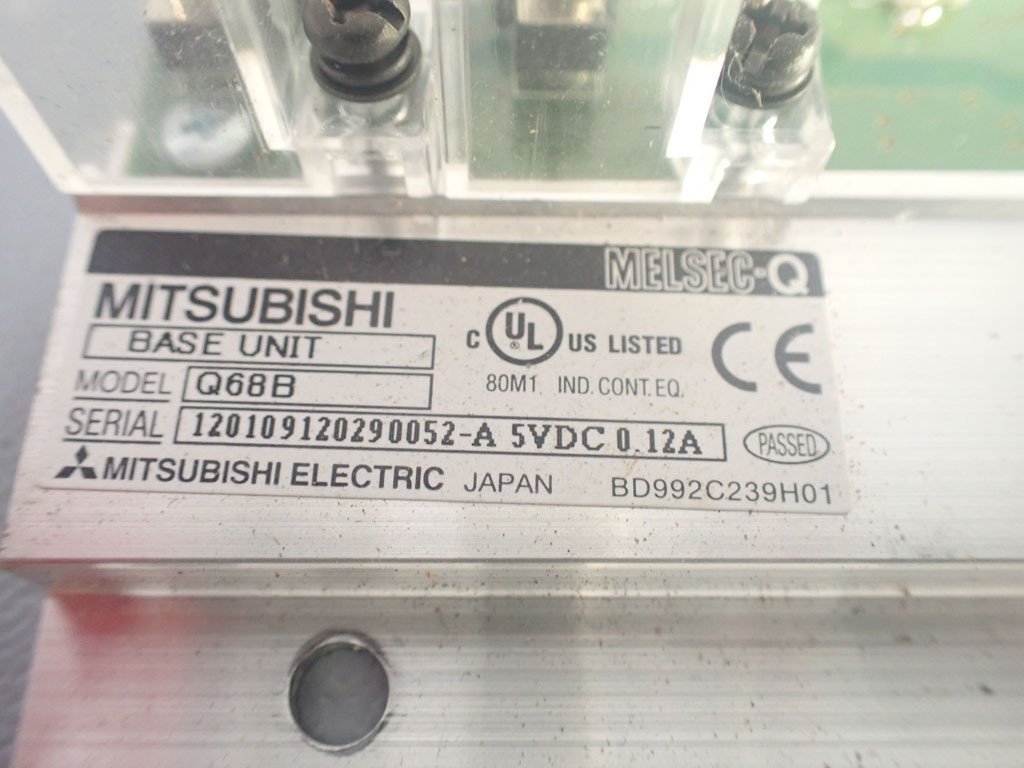 MELSEC-Q
MITSUBISHI
BASE UNIT
C UL ® US LISTED
80M1 IND. CONT. EQ.
CE
MODEL Q68B
SERIAL 120109120290052-A 5VDC 0.12A
PASSED
MITSUBISHI ELECTRIC JAPAN BD992C239H01